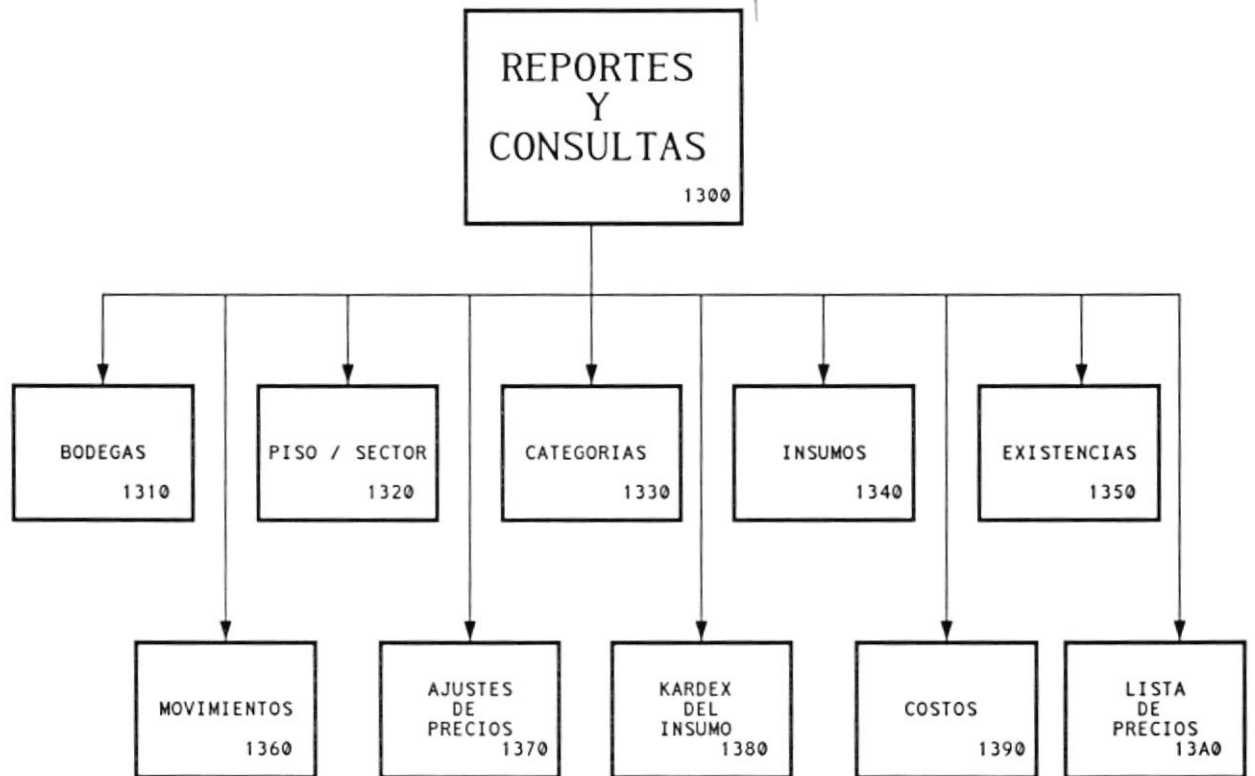 REPORTES
Y
CONSULTAS
1300
BODEGAS
1310
PISO / SECTOR
1320
CATEGORIAS
1330
INSUMOS
1340
EXISTENCIAS
1350
MOVIMIENTOS
1360
AJUSTES
DE
PRECIOS
1370
KARDEX
DEL
INSUMO
1380
COSTOS
1390
LISTA
DE
PRECIOS
13A0